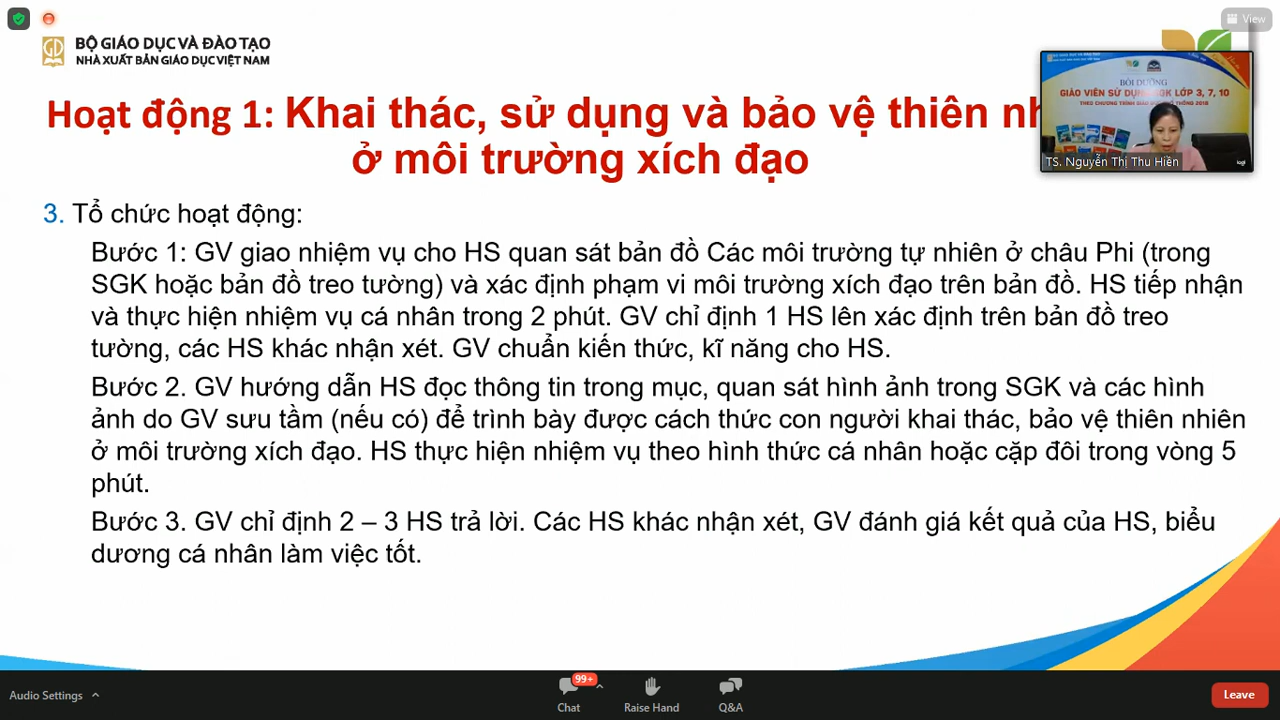 View
BỘ GIÁO DỤC VÀ ĐÀO TẠO
NHÀ XUẤT BẢN GIÁO DỤC VIỆT NAM
Hoạt động 1: Khai thác, sử dụng và bảo vệ thiên
ở môi trường xích đạo
BỒI DƯỠNG
GIÁO VIÊN SỬ DỤNG SGK LỚP 3, 7, 10
TS. Nguyễn Thị Thu Hiền
3. Tổ chức hoạt động:
Bước 1: GV giao nhiệm vụ cho HS quan sát bản đồ Các môi trường tự nhiên ở châu Phi (trong
SGK hoặc bản đồ treo tường) và xác định phạm vi môi trường xích đạo trên bản đồ. HS tiếp nhận
và thực hiện nhiệm vụ cá nhân trong 2 phút. GV chỉ định 1 HS lên xác định trên bản đồ treo
tường, các HS khác nhận xét. GV chuẩn kiến thức, kĩ năng cho HS.
Bước 2. GV hướng dẫn HS đọc thông tin trong mục, quan sát hình ảnh trong SGK và các hình
ảnh do GV sưu tầm (nếu có) để trình bày được cách thức con người khai thác, bảo vệ thiên nhiên
ở môi trường xích đạo. HS thực hiện nhiệm vụ theo hình thức cá nhân hoặc cặp đôi trong vòng 5
phút.
Bước 3. GV chỉ định 2 – 3 HS trả lời. Các HS khác nhận xét, GV đánh giá kết quả của HS, biểu
dương cá nhân làm việc tốt.
Audio Settings
99+
Chat
Raise Hand
Q&A
Leave